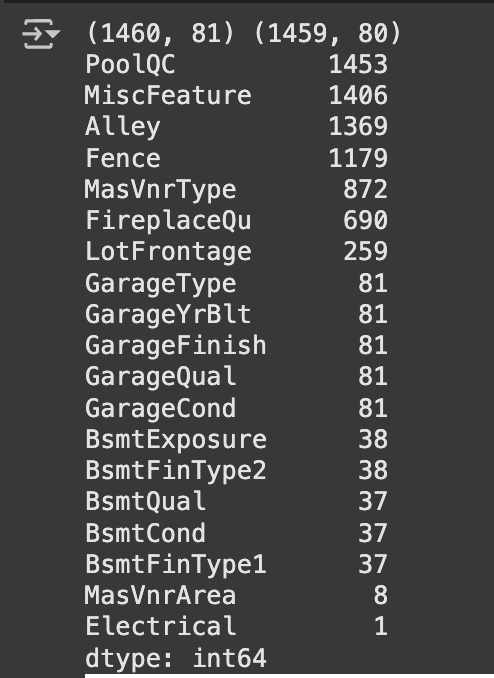 (1460, 81) (1459, 80)
PoolQC 1453
MiscFeature 1406
Alley 1369
Fence 1179
MasVnrType 872
FireplaceQu 690
LotFrontage 259
GarageType 81
GarageYrBlt 81
GarageFinish 81
GarageQual 81
GarageCond 81
BsmtExposure 38
BsmtFinType2 38
BsmtQual 37
BsmtCond 37
BsmtFinType1 37
MasVnrArea 8
Electrical 1
dtype: int64